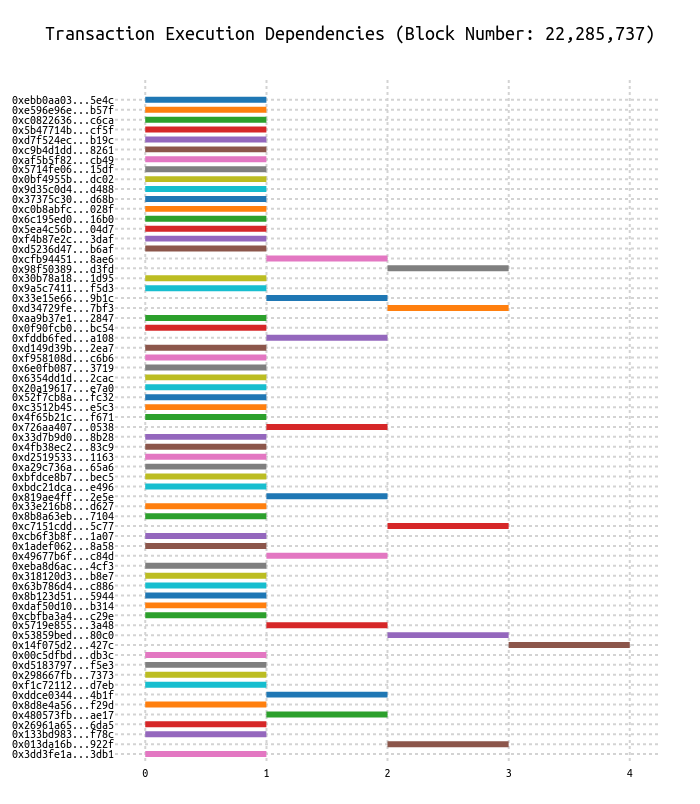 Transaction Execution Dependencies (Block Number: 22,285,737)
0xebb0aa03...5e4c
0xe596e96e...b57f
0xc0822636...c6ca
0x5b47714b...cf5f
0xd7f524ec...b19c
0xc9b4d1dd...8261
0xaf5b5f82...cb49
0x5714fe06...15df
0x0bf4955b...dc02
0x9d35c0d4...d488
0x37375c30...d68b
0xc0b8abfc...028f
0x6c195ed0...16b0
0x5ea4c56b...04d7
0xf4b87e2c...3daf
0xd5236d47...b6af
0xcfb94451...8ae6
0x98f50389...d3fd
0x30b78a18...1d95
0x9a5c7411...f5d3
0x33e15e66...9b1c
0xd34729fe...7bf3
0xaa9b37e1...2847
0x0f90fcb0...bc54
0xfddb6fed...a108
0xd149d39b...2ea7
0xf958108d...c6b6
0x6e0fb087...3719
0x6354dd1d...2cac
0x20a19617...e7a0
0x52f7cb8a...fc32
0xc3512b45...e5c3
0x4f65b21c...f671
0x726aa407...0538
0x33d7b9d0...8b28
0x4fb38ec2...83c9
0xd2519533...1163
0xa29c736a...65a6
0xbfdce8b7...bec5
0xbdc21dca...e496
0x819ae4ff...2e5e
0x33e216b8...d627
0x8b8a63eb...7104
0xc7151cdd...5c77
0xcb6f3b8f...1a07
0x1adef062...8a58
0x49677b6f...c84d
0xeba8d6ac...4cf3
0x318120d3...b8e7
0x63b786d4...c886
0x8b123d51...5944
0xdaf50d10...b314
0xcbfba3a4...c29e
0x5719e855...3a48
0x53859bed...80c0
0x14f075d2...427c
0x00c5dfbd...db3c
0xd5183797...f5e3
0x298667fb...7373
0xf1c72112...d7eb
0xddce0344...4b1f
0x8d8e4a56...f29d
0x480573fb...ae17
0x26961a65...6da5
0x133bd983...f78c
0x013da16b...922f
0x3dd3fe1a...3db1
0 1 2 3 4